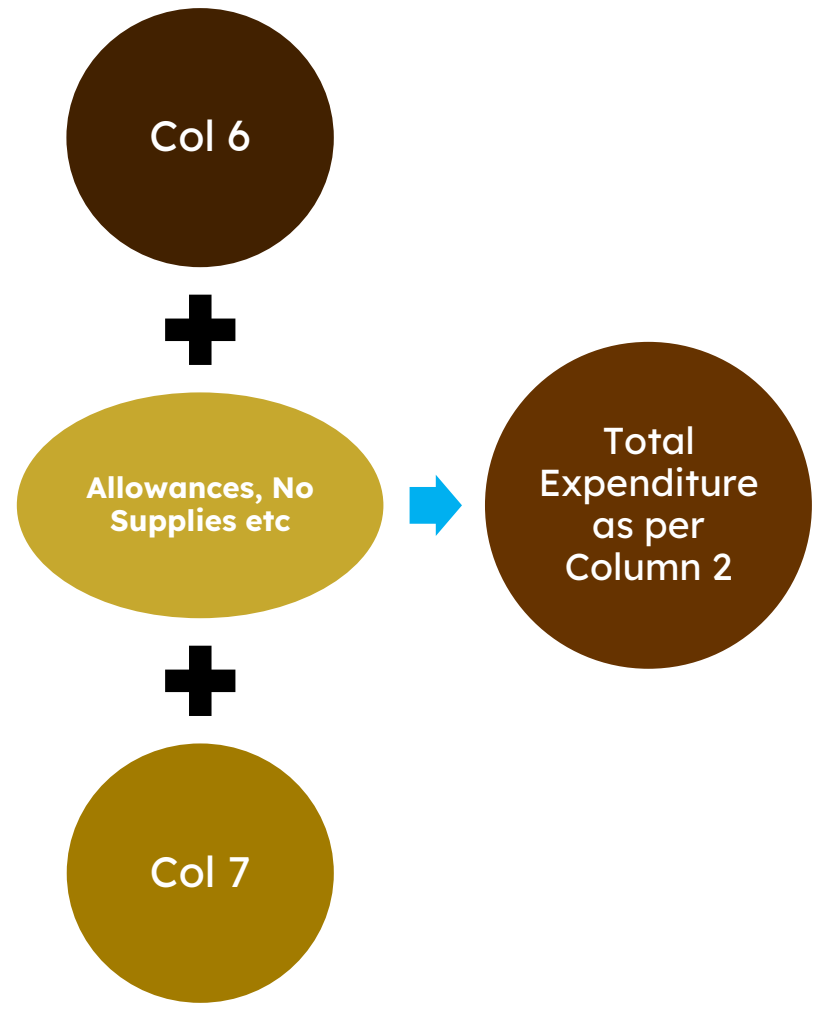 Col 6
Allowances, No
Supplies etc
Col 7
Total
Expenditure
as per
Column 2